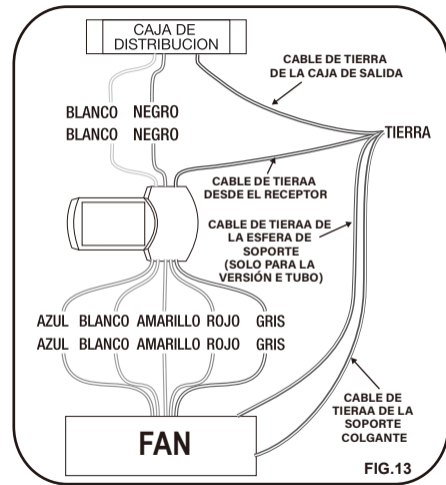 CAJA DE
DISTRIBUCION
CABLE DE TIERRA
DE LA CAJA DE SALIDA
BLANCO NEGRO
BLANCO NEGRO
TIERRA
CABLE DE TIERAA
DESDE EL RECEPTOR
CABLE DE TIERAA DE
LA ESFERA DE
SOPORTE
(SOLO PARA LA
VERSIÓN E TUBO)
AZUL BLANCO AMARILLO ROJO GRIS
AZUL BLANCO AMARILLO ROJO GRIS
CABLE DE
TIERAA DE LA
SOPORTE
COLGANTE
FAN
FIG.13